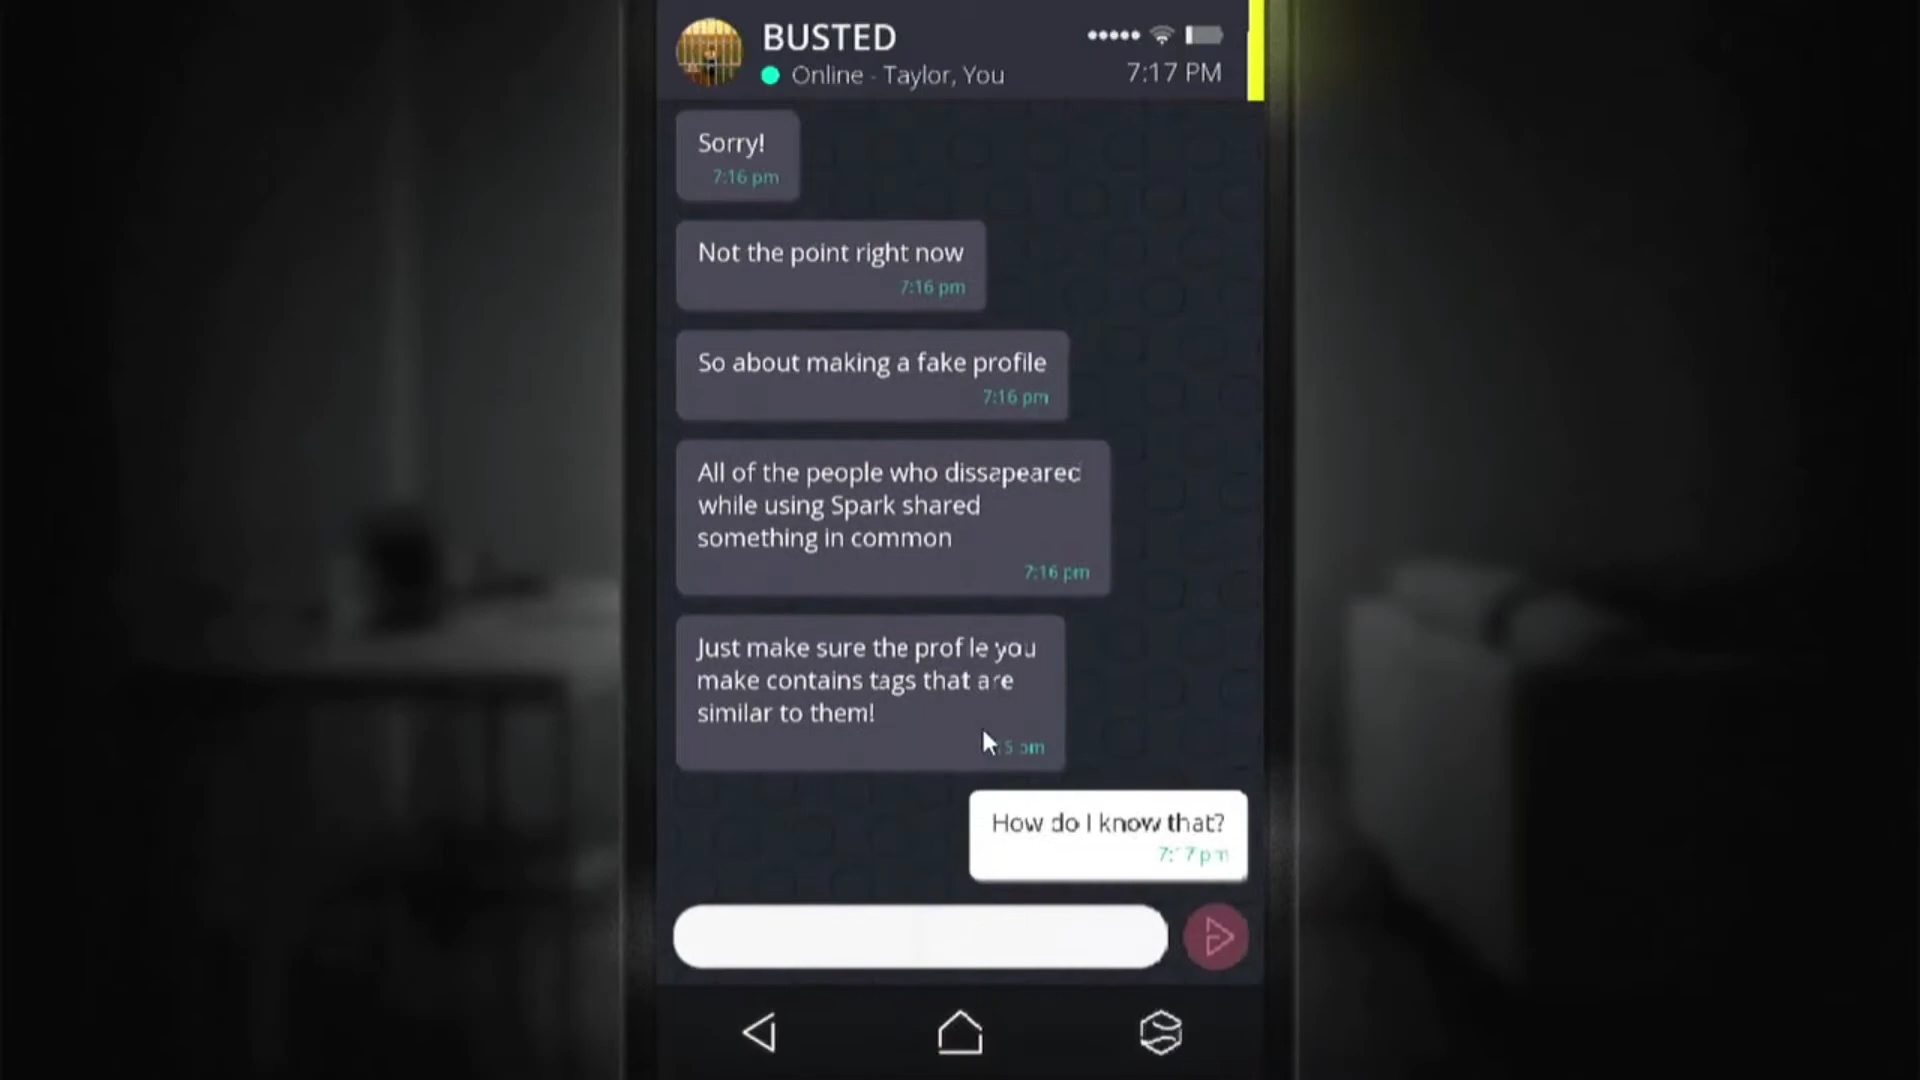 BUSTED
Online - Taylor, You
7:17 PM
Sorry!
7:16 pm
Not the point right now
7:16 pm
So about making a fake profile
7:16 pm
All of the people who dissapeared
while using Spark shared
something in common
7:16 pm
Just make sure the profile you
make contains tags that are
similar to them!
How do I know that?
7:17 pm